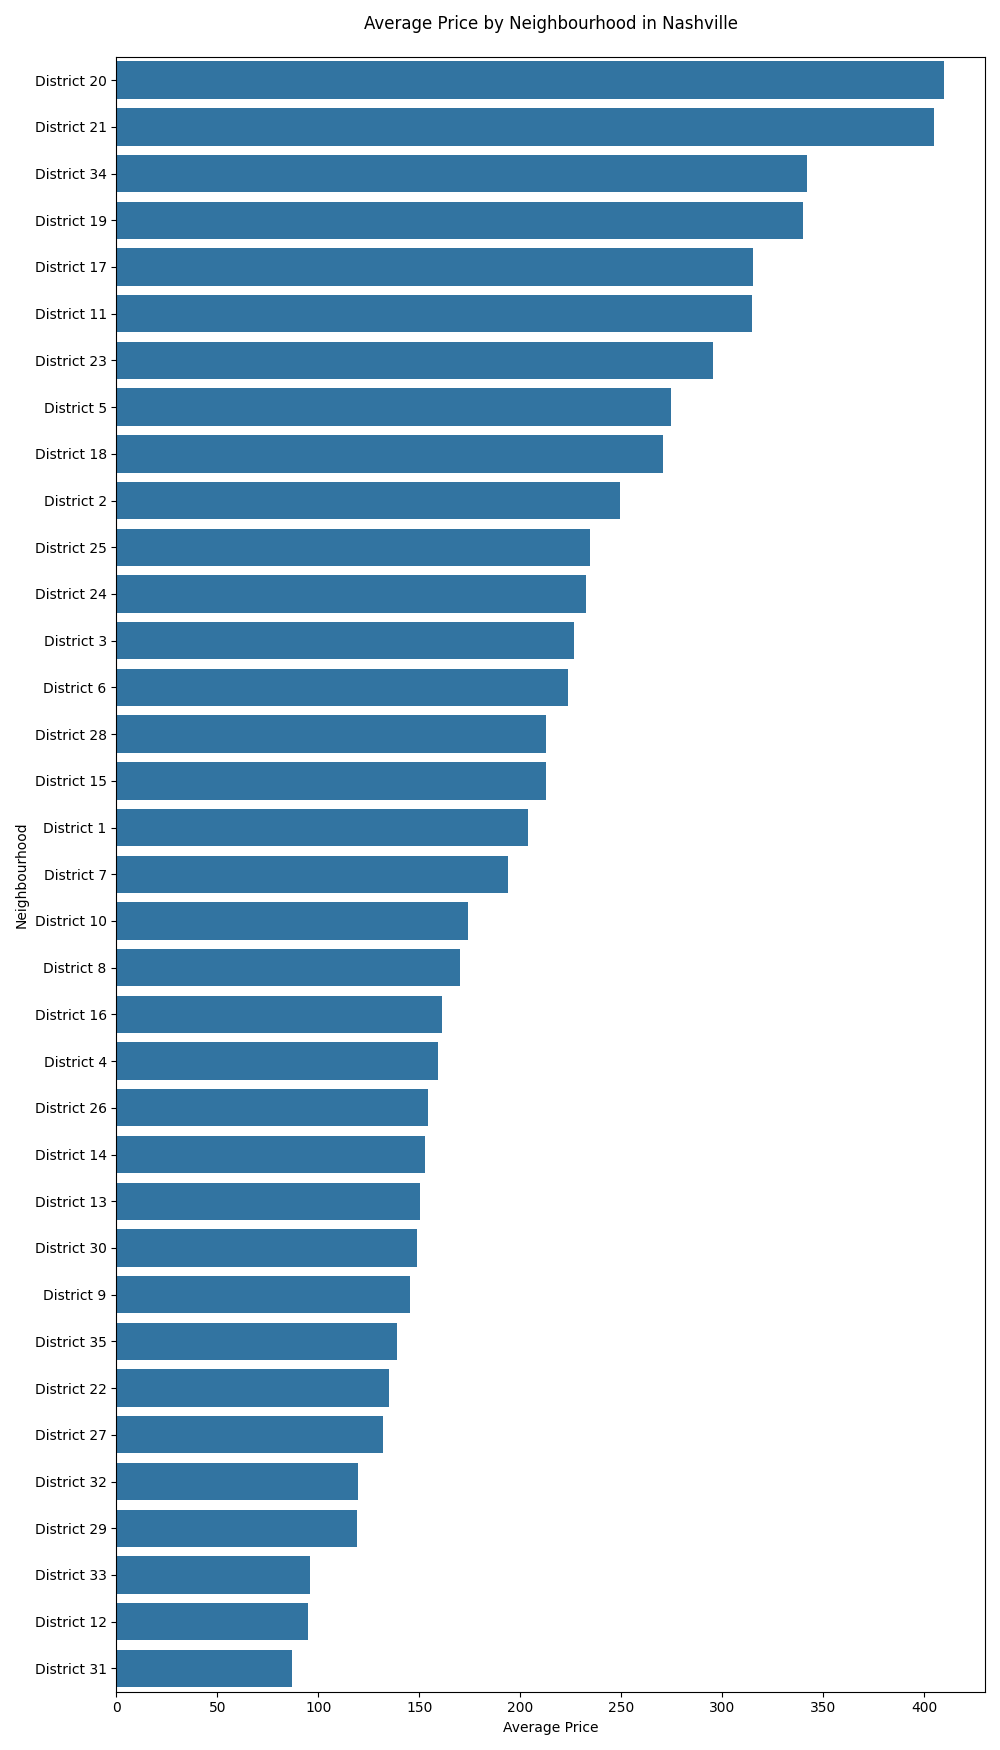 Average Price by Neighbourhood in Nashville
District 20
District 21
District 34
District 19
District 17
District 11
District 23
District 5
District 18
District 2
District 25
District 24
District 3
District 6
District 28
District 15
District 1
District 7
District 10
District 8
District 16
District 4
District 26
District 14
District 13
District 30
District 9
District 35
District 22
District 27
District 32
District 29
District 33
District 12
District 31
Neighbourhood
0 50 100 150 200 250 300 350 400
Average Price